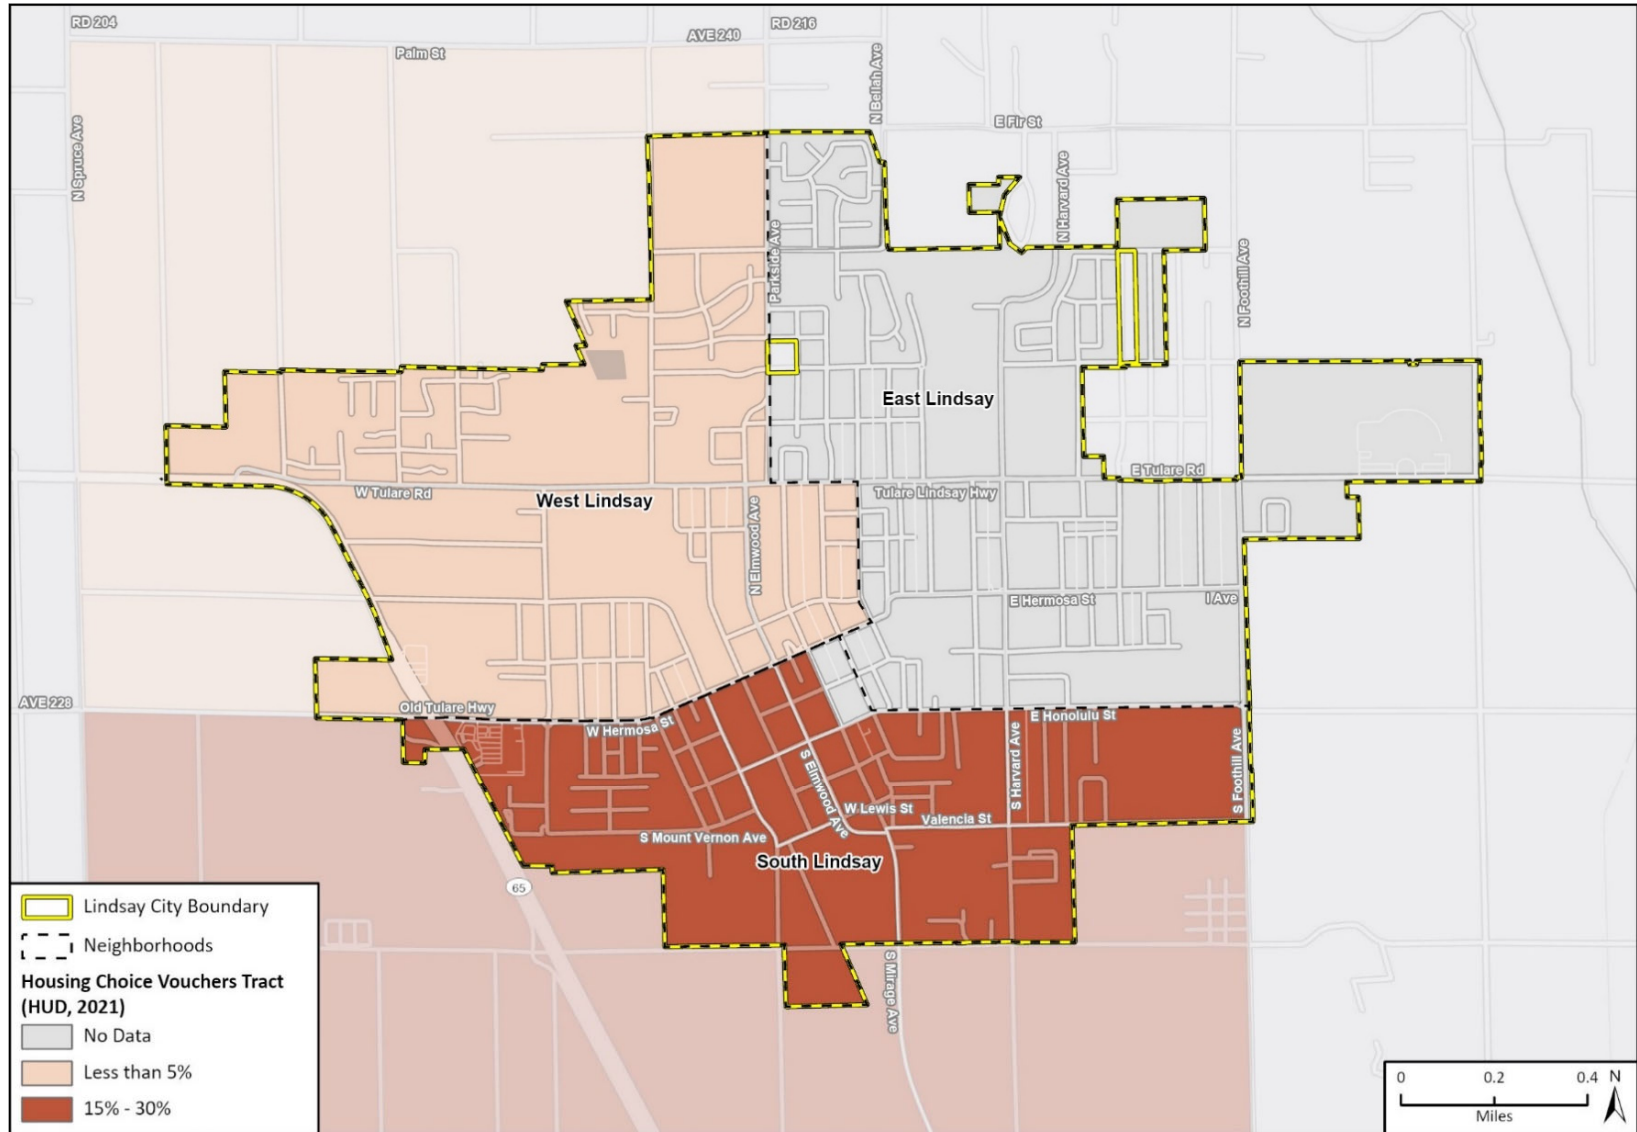 RD 204
RD 216
AVE 240
Palm St
N Bellah Ave
E Fir St
N Spruce Ave
N Harvard Ave
Parkside Ave
N Foothill Ave
East Lindsay
E Tulare Rd
W Tulare Rd
West Lindsay
Tulare Lindsay Hwy
N Elmwood Ave
E Hermosa St
I Ave
AVE 228
Old Tulare Hwy
W Hermosa St
E Honolulu St
S Elmwood Ave
S Harvard Ave
S Foothill Ave
W Lewis St
Valencia St
S Mount Vernon Ave
South Lindsay
65
S Mirage Ave
Lindsay City Boundary
Neighborhoods
Housing Choice Vouchers Tract
(HUD, 2021)
No Data
Less than 5%
15% - 30%
0 0.2 0.4 N
Miles